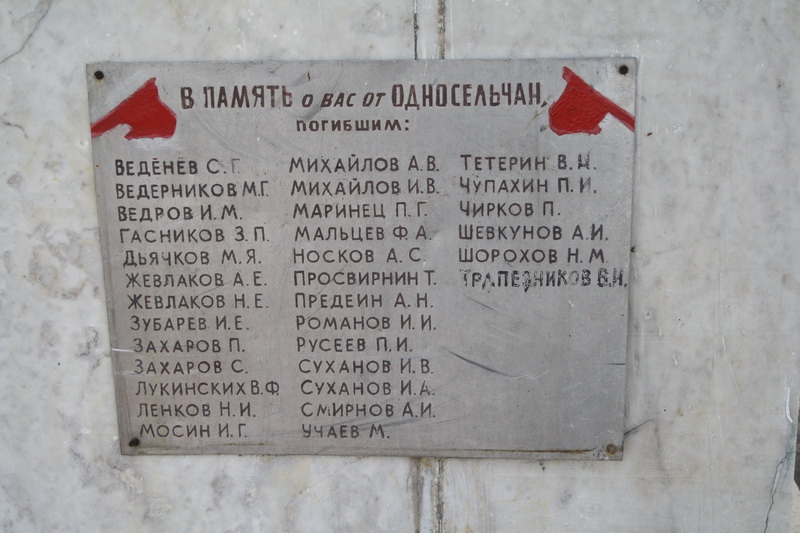 В ПАМЯТЬ О ВАС ОТ ОДНОСЕЛЬЧАН,
ПОГИБШИМ:
ВЕДЕНЁВ С. Г.
ВЕДЕРНИКОВ М.Г.
ВЕДРОВ И.М.
ГАСНИКОВ З.П.
ДЬЯЧКОВ М.Я.
ЖЕВЛАКОВ А.Е.
ЖЕВЛАКОВ Н.Е.
ЗУБАРЕВ И.Е.
ЗАХАРОВ П.
ЗАХАРОВ С.
ЛУКИНСКИХ В.Ф.
ЛЕНКОВ Н.И.
МОСИН И.Г.
МИХАЙЛОВ А.В.
МИХАЙЛОВ И.В.
МАРИНЕЦ П.Г.
МАЛЬЦЕВ Ф.А.
НОСКОВ А.С.
ПРОСВИРНИН Т.
ПРЕДЕИН А.Н.
РОМАНОВ И.И.
РУСЕЕВ П.И.
СУХАНОВ И.В.
СУХАНОВ И.А.
СМИРНОВ А.И.
УЧАЕВ М.
ТЕТЕРИН
ЧУПАХИН П.И.
ЧИРКОВ П.
ШЕВКУНОВ А.И.
ШОРОХОВ Н.М.
ТРАПЕЗНИКОВ В.И.